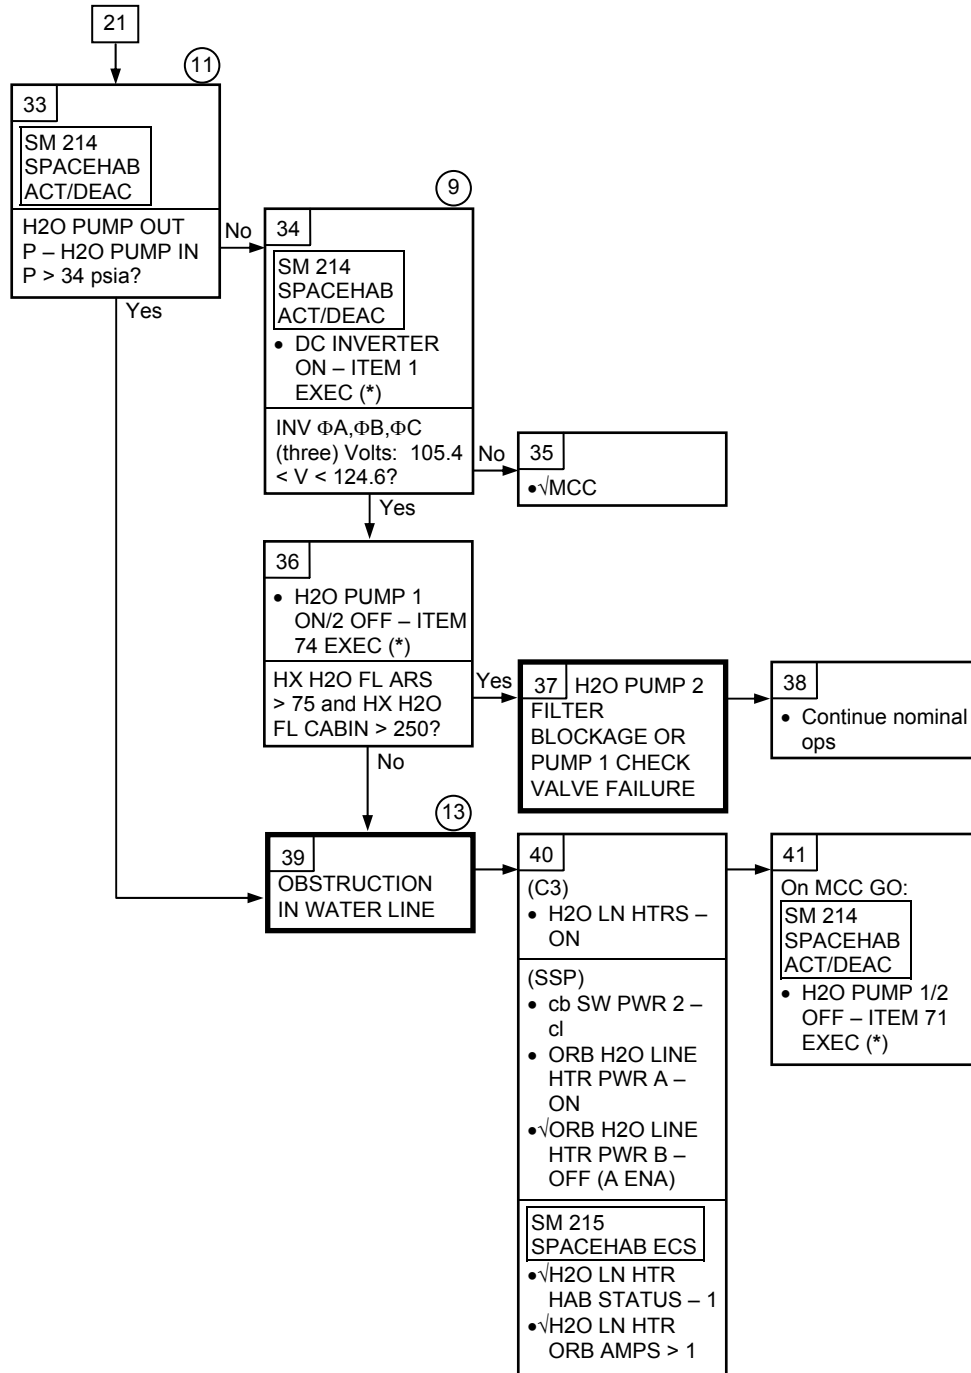 21
11
33
SM 214
SPACEHAB
ACT/DEAC
H2O PUMP OUT
P – H2O PUMP IN
P > 34 psia?
No
Yes
9
34
SM 214
SPACEHAB
ACT/DEAC
• DC INVERTER
ON – ITEM 1
EXEC (*)
INV ΦA,ΦB,ΦC
(three) Volts: 105.4
< V < 124.6?
No
Yes
35
•√MCC
36
• H2O PUMP 1
ON/2 OFF – ITEM
74 EXEC (*)
HX H2O FL ARS
> 75 and HX H2O
FL CABIN > 250?
Yes
No
37 H2O PUMP 2
FILTER
BLOCKAGE OR
PUMP 1 CHECK
VALVE FAILURE
38
• Continue nominal
ops
13
39
OBSTRUCTION
IN WATER LINE
40
(C3)
• H2O LN HTRS –
ON
(SSP)
• cb SW PWR 2 –
cl
• ORB H2O LINE
HTR PWR A –
ON
•√ORB H2O LINE
HTR PWR B –
OFF (A ENA)
SM 215
SPACEHAB ECS
•√H2O LN HTR
HAB STATUS – 1
•√H2O LN HTR
ORB AMPS > 1
41
On MCC GO:
SM 214
SPACEHAB
ACT/DEAC
• H2O PUMP 1/2
OFF – ITEM 71
EXEC (*)